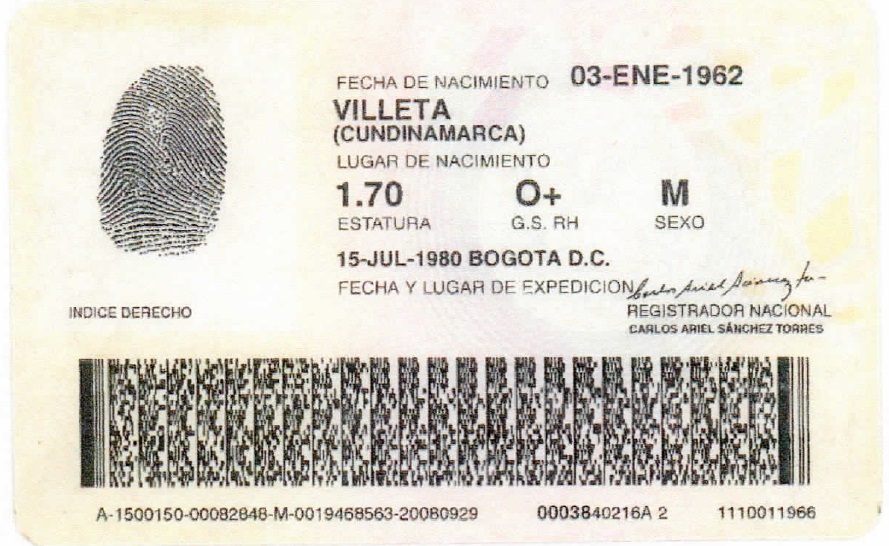 FECHA DE NACIMIENTO 03-ENE-1962
VILLETA
(CUNDINAMARCA)
LUGAR DE NACIMIENTO
1.70 O+ M
ESTATURA G.S. RH SEXO
15-JUL-1980 BOGOTA D.C.
FECHA Y LUGAR DE EXPEDICION
INDICE DERECHO
REGISTRADOR NACIONAL
CARLOS ARIEL SÁNCHEZ TORRES
A-1500150-00082848-M-0019468563-20080929 0003840216A 2 1110011966